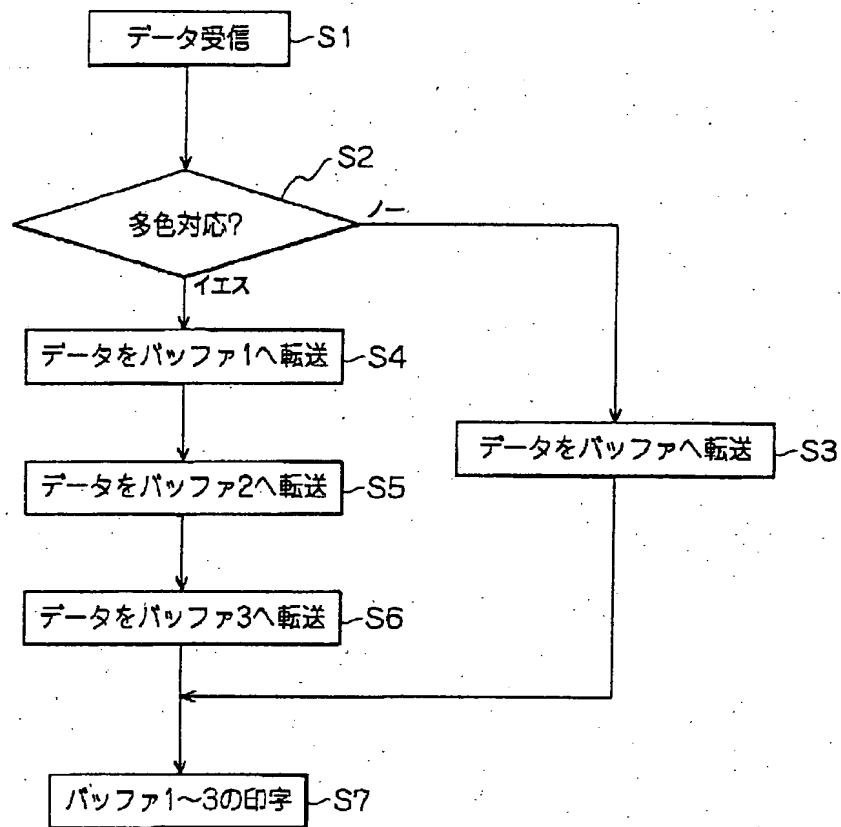 データ受信 S1
S2
多色対応? ノー
イエス
データをバッファ1へ転送 S4
データをバッファへ転送 S3
データをバッファ2へ転送 S5
データをバッファ3へ転送 S6
バッファ1~3の印字 S7